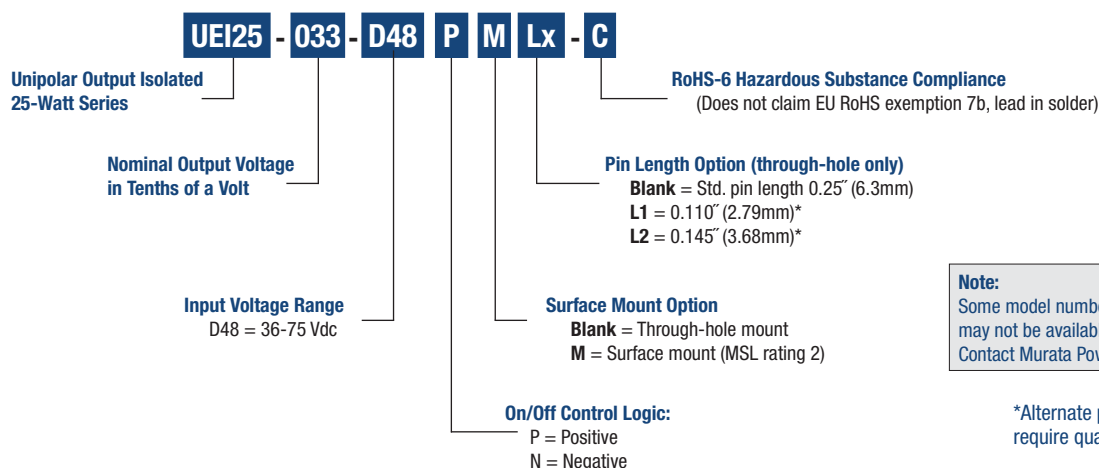 UEI25 - 033 - D48 P M Lx - C
Unipolar Output Isolated
25-Watt Series
RoHS-6 Hazardous Substance Compliance
(Does not claim EU RoHS exemption 7b, lead in solder)
Nominal Output Voltage
in Tenths of a Volt
Pin Length Option (through-hole only)
Blank = Std. pin length 0.25˝ (6.3mm)
L1 = 0.110˝ (2.79mm)*
L2 = 0.145˝ (3.68mm)*
Input Voltage Range
D48 = 36-75 Vdc
Surface Mount Option
Blank = Through-hole mount
M = Surface mount (MSL rating 2)
Note:
Some model
may not be
Contact Murata
On/Off Control Logic:
P = Positive
N = Negative
*Alternate
require